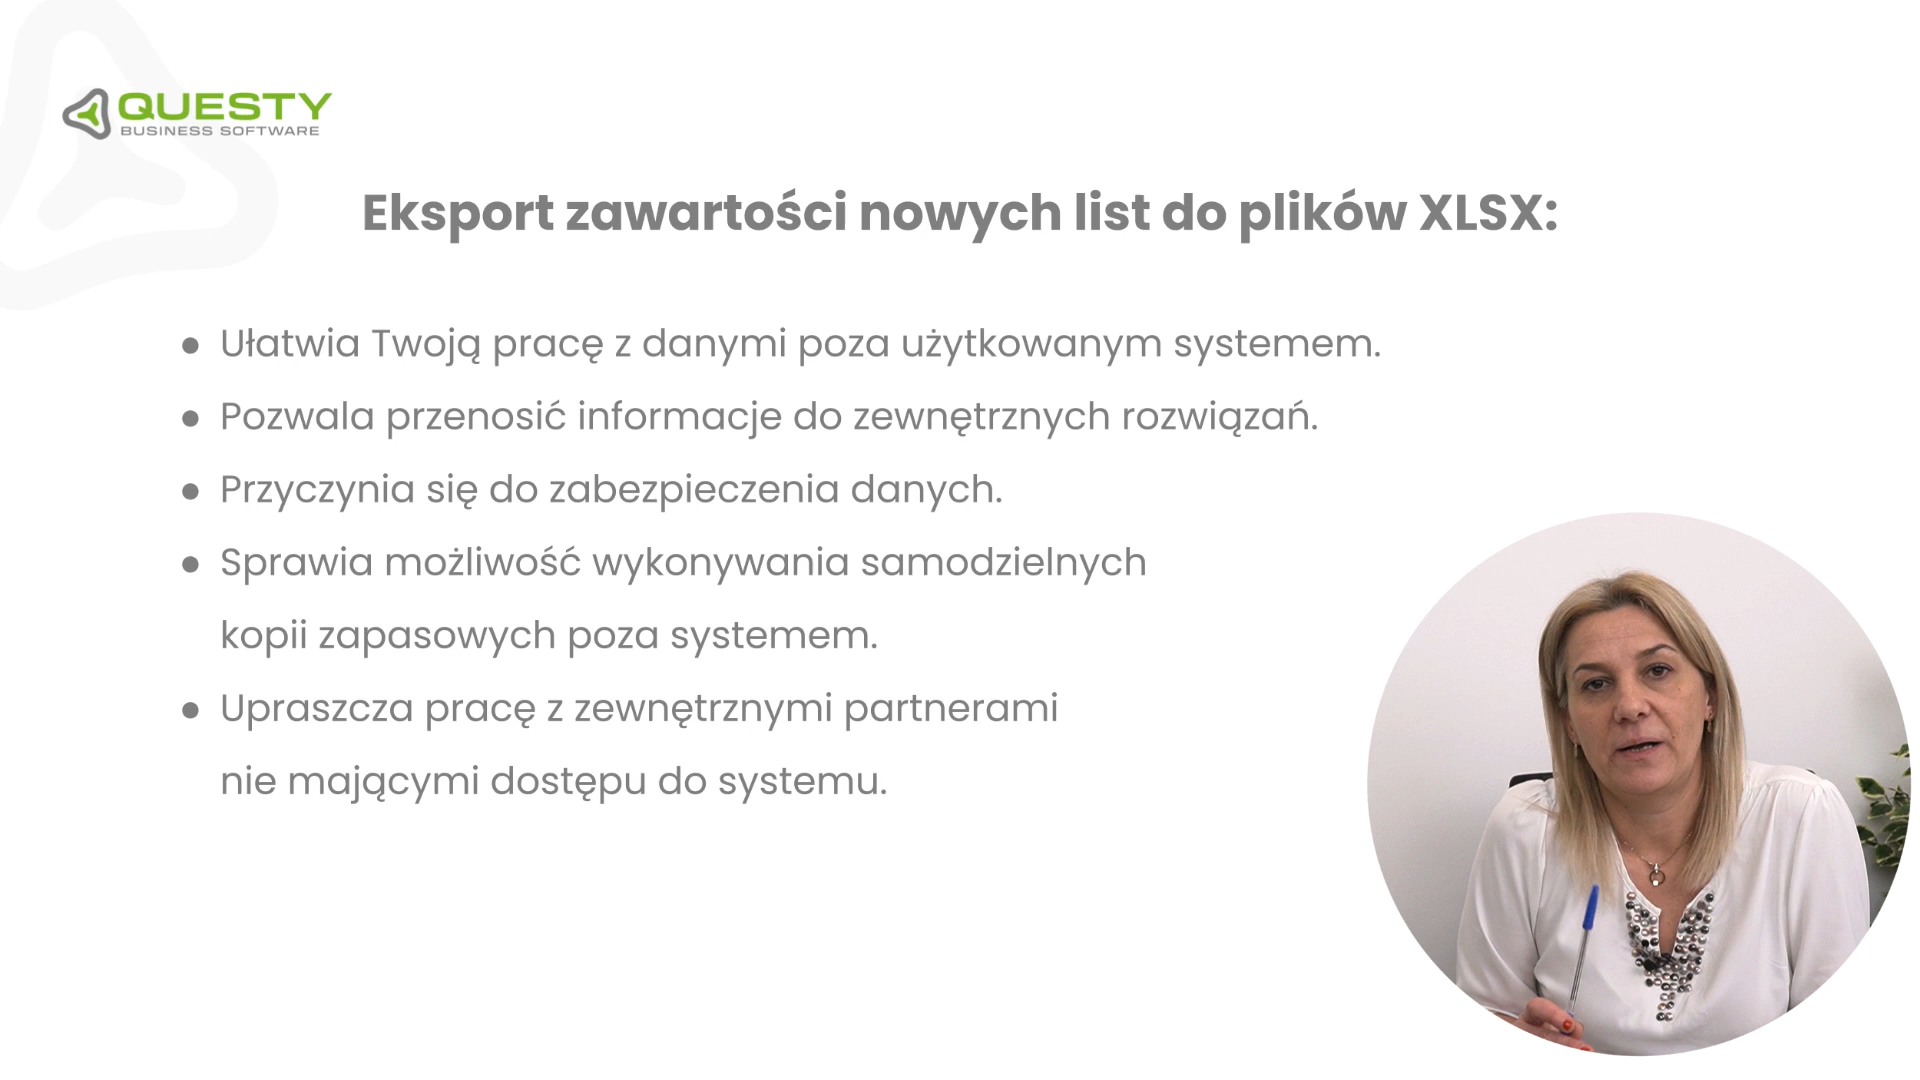 QUESTY
BUSINESS SOFTWARE
Eksport zawartości nowych list do plików XLSX:
● Ułatwia Twoją pracę z danymi poza użytkowanym systemem.
● Pozwala przenosić informacje do zewnętrznych rozwiązań.
● Przyczynia się do zabezpieczenia danych.
● Sprawia możliwość wykonywania samodzielnych
kopii zapasowych poza systemem.
● Upraszcza pracę z zewnętrznymi partnerami
nie mającymi dostępu do systemu.